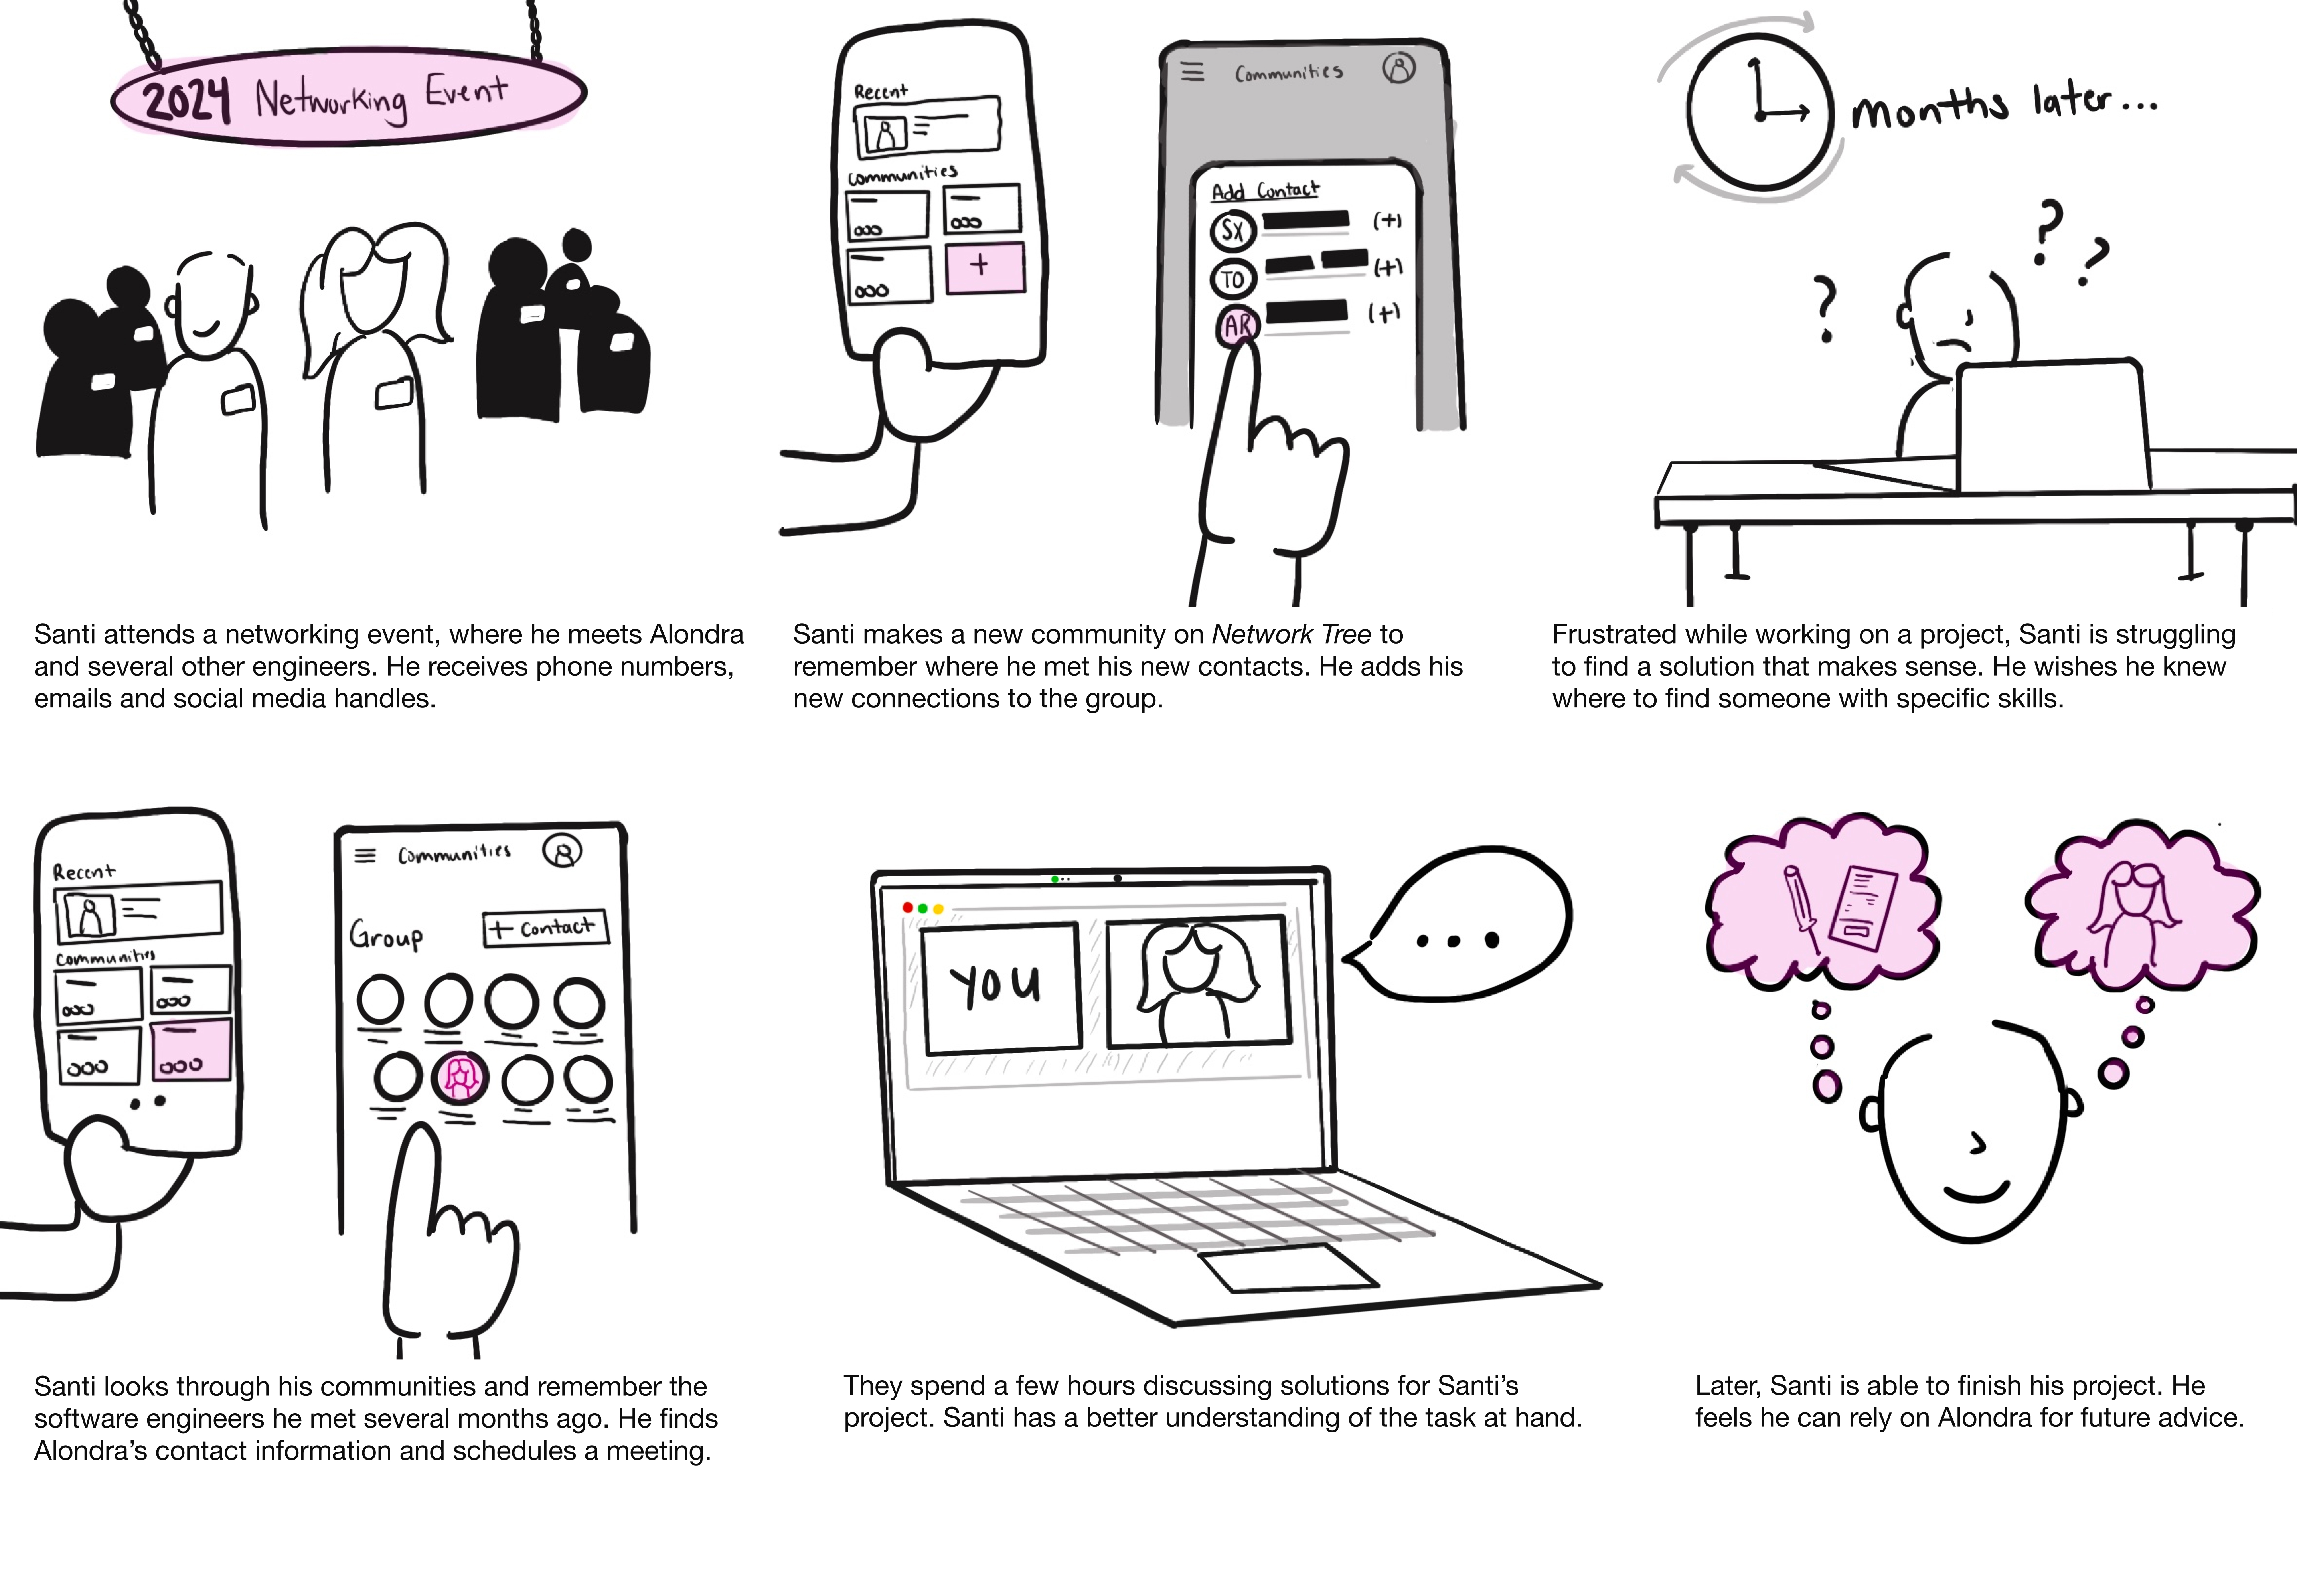 2024 Networking Event
Santi attends a networking event, where he meets Alondra
and several other engineers. He receives phone numbers,
emails and social media handles.
Recent
Communities
+
Communities
Add Contact
SX (+)
TO (+)
AR (+)
Santi makes a new community on Network Tree to
remember where he met his new contacts. He adds his
new connections to the group.
months later...
? ? ?
Frustrated while working on a project, Santi is struggling
to find a solution that makes sense. He wishes he knew
where to find someone with specific skills.
Recent
Communities
Communities
Group + Contact
Santi looks through his communities and remember the
software engineers he met several months ago. He finds
Alondra’s contact information and schedules a meeting.
YOU
...
They spend a few hours discussing solutions for Santi’s
project. Santi has a better understanding of the task at hand.
Later, Santi is able to finish his project. He
feels he can rely on Alondra for future advice.